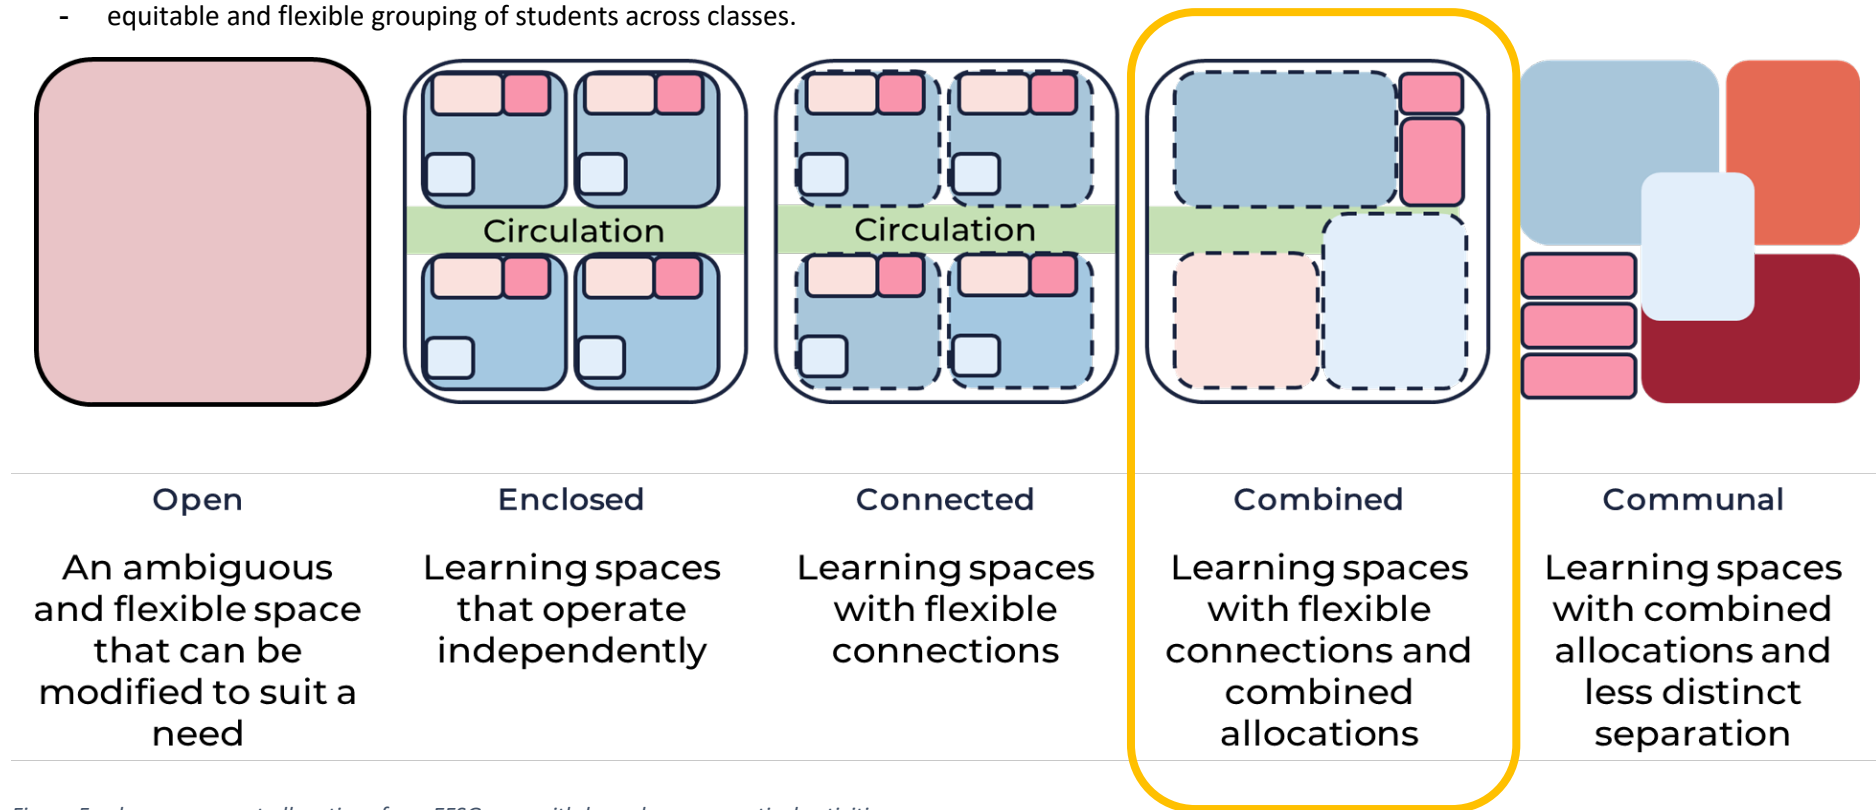 - equitable and flexible grouping of students across classes.
Circulation
Circulation
Open
An ambiguous
and flexible space
that can be
modified to suit a
need
Enclosed
Learning spaces
that operate
independently
Connected
Learning spaces
with flexible
connections
Combined
Learning spaces
with flexible
connections and
combined
allocations
Communal
Learning spaces
with combined
allocations and
less distinct
separation